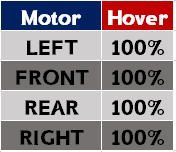 Motor Hover
LEFT 100%
FRONT 100%
REAR 100%
RIGHT 100%